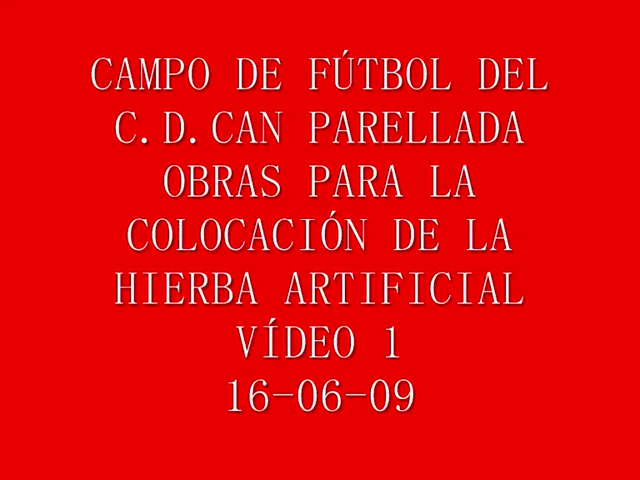 CAMPO DE FÚTBOL DEL
C.D.CAN PARELLADA
OBRAS PARA LA
COLOCACIÓN DE LA
HIERBA ARTIFICIAL
VÍDEO 1
16-06-09